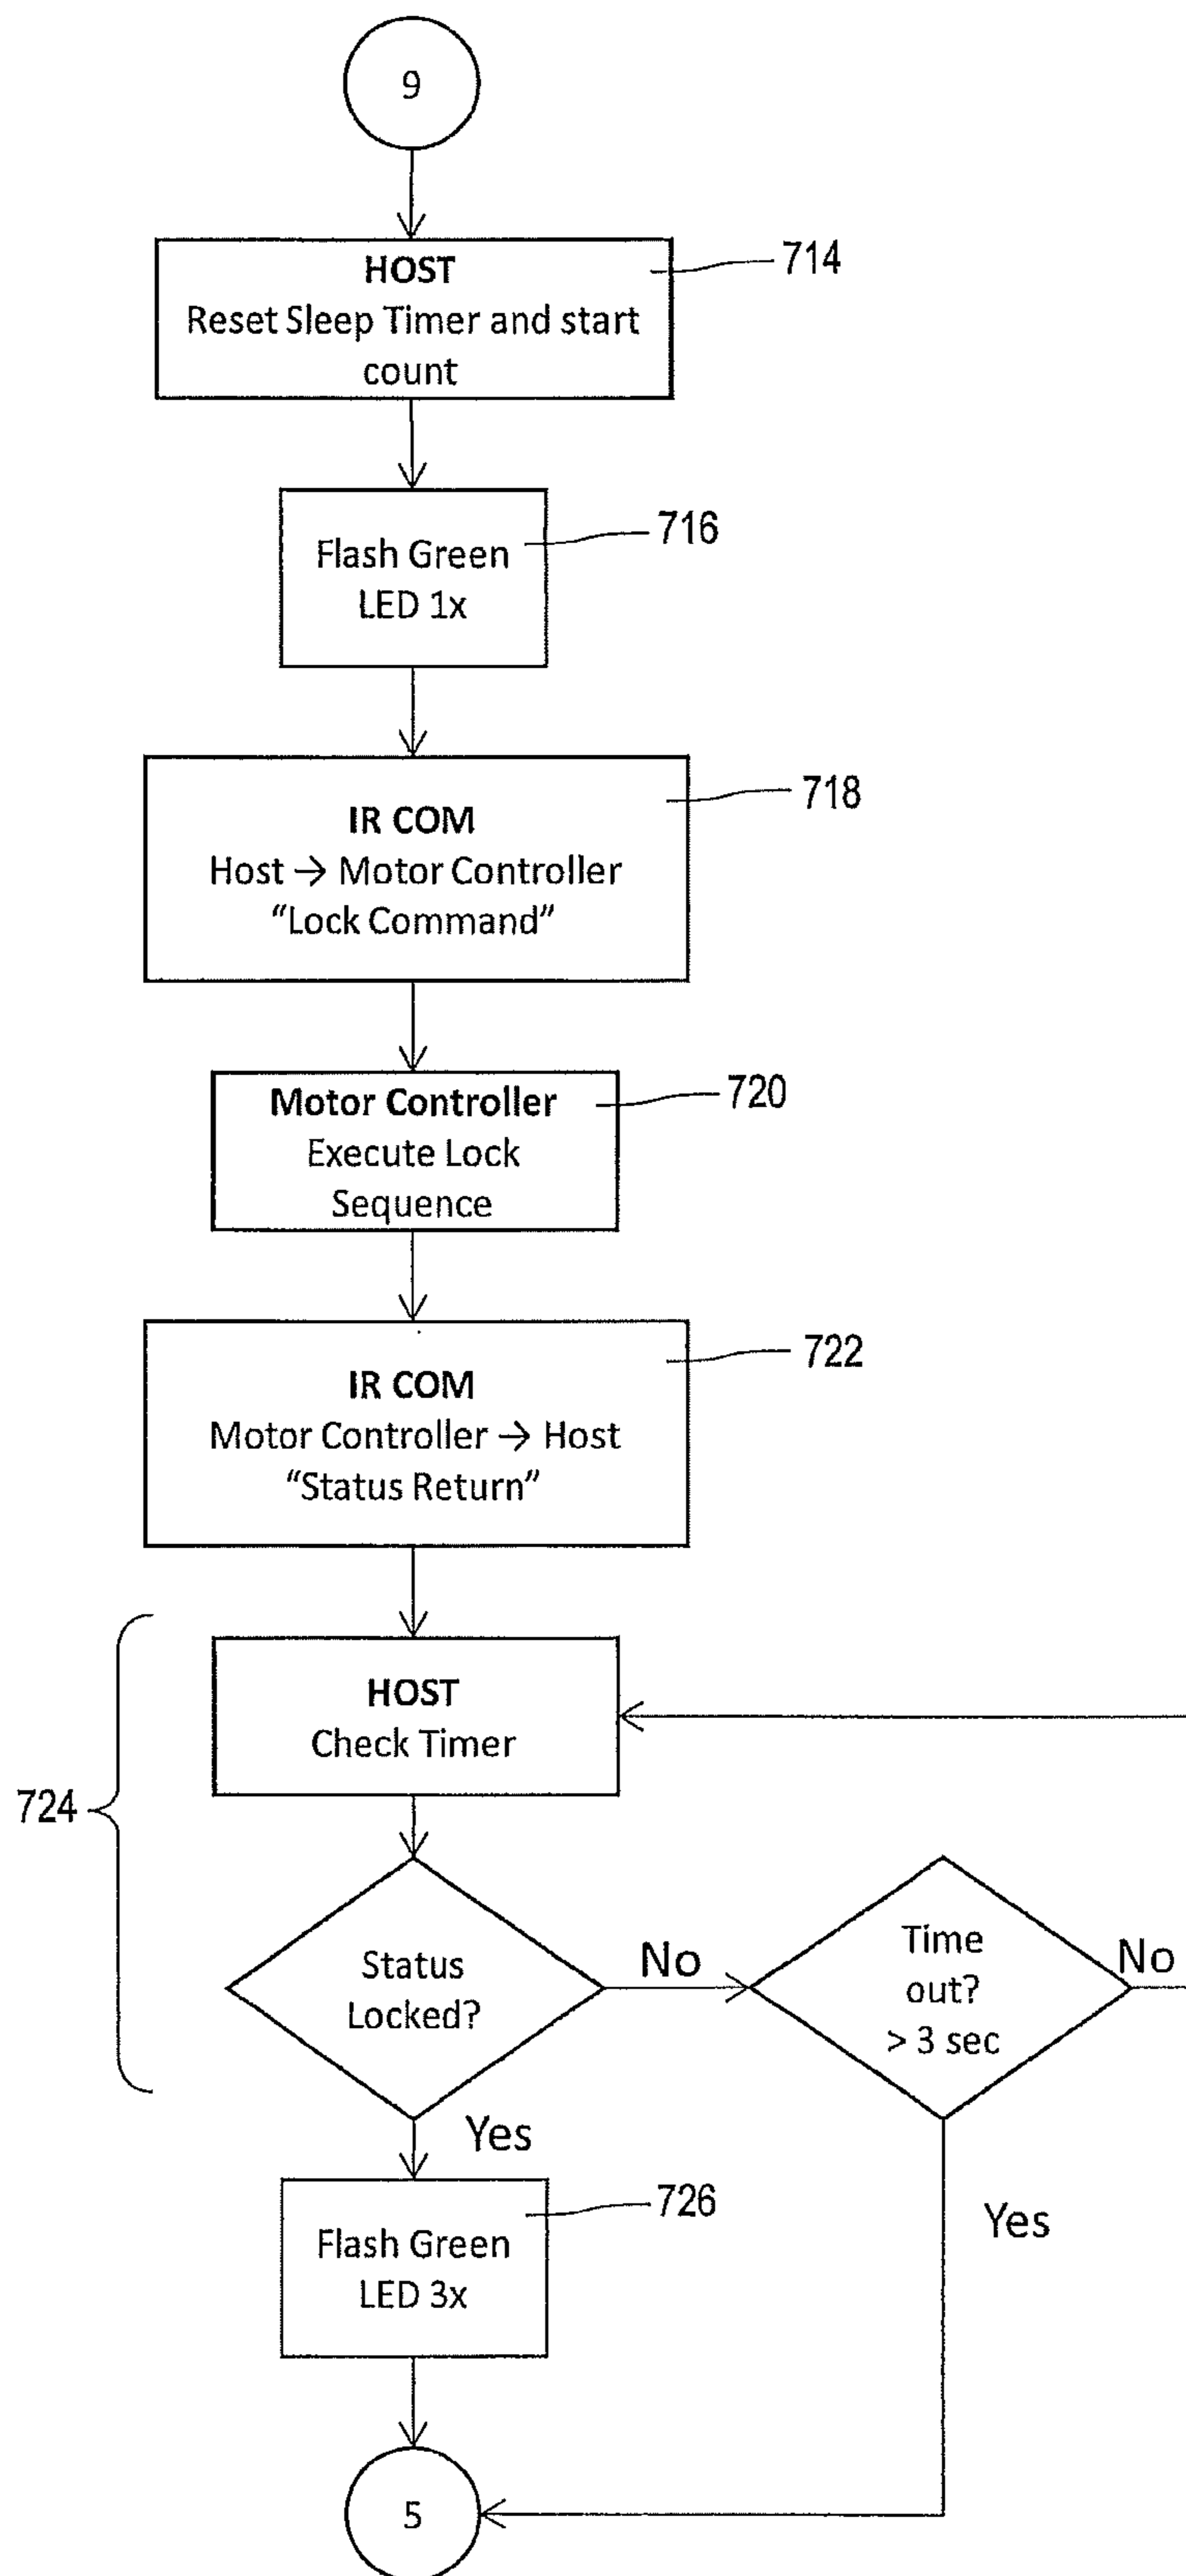 9
HOST
Reset Sleep Timer and start
count
714
Flash Green
LED 1x
716
IR COM
Host → Motor Controller
“Lock Command”
718
Motor Controller
Execute Lock
Sequence
720
IR COM
Motor Controller → Host
“Status Return”
722
HOST
Check Timer
724
Status
Locked?
No
Time
out?
> 3 sec
No
Yes
Flash Green
LED 3x
726
Yes
5